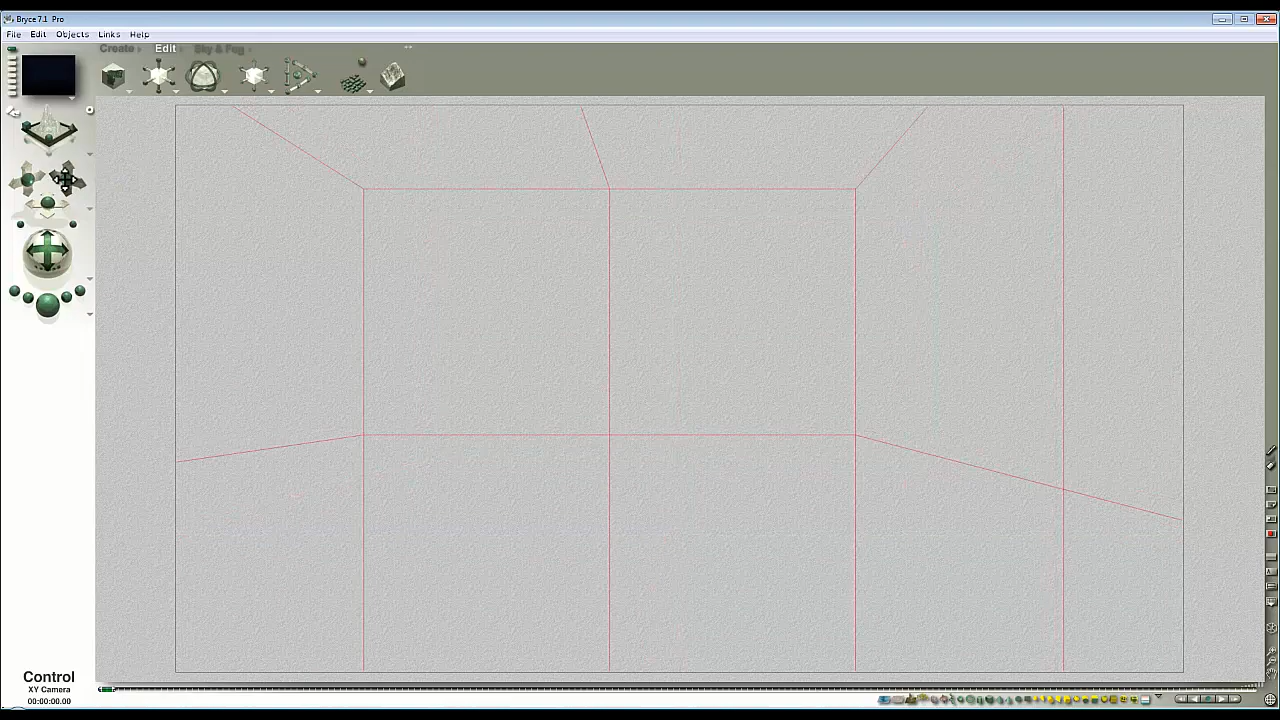 Bryce 7.1 Pro
File Edit Objects Links Help
Create Edit Sky & Fog
Control
XY Camera
00:00:00.00